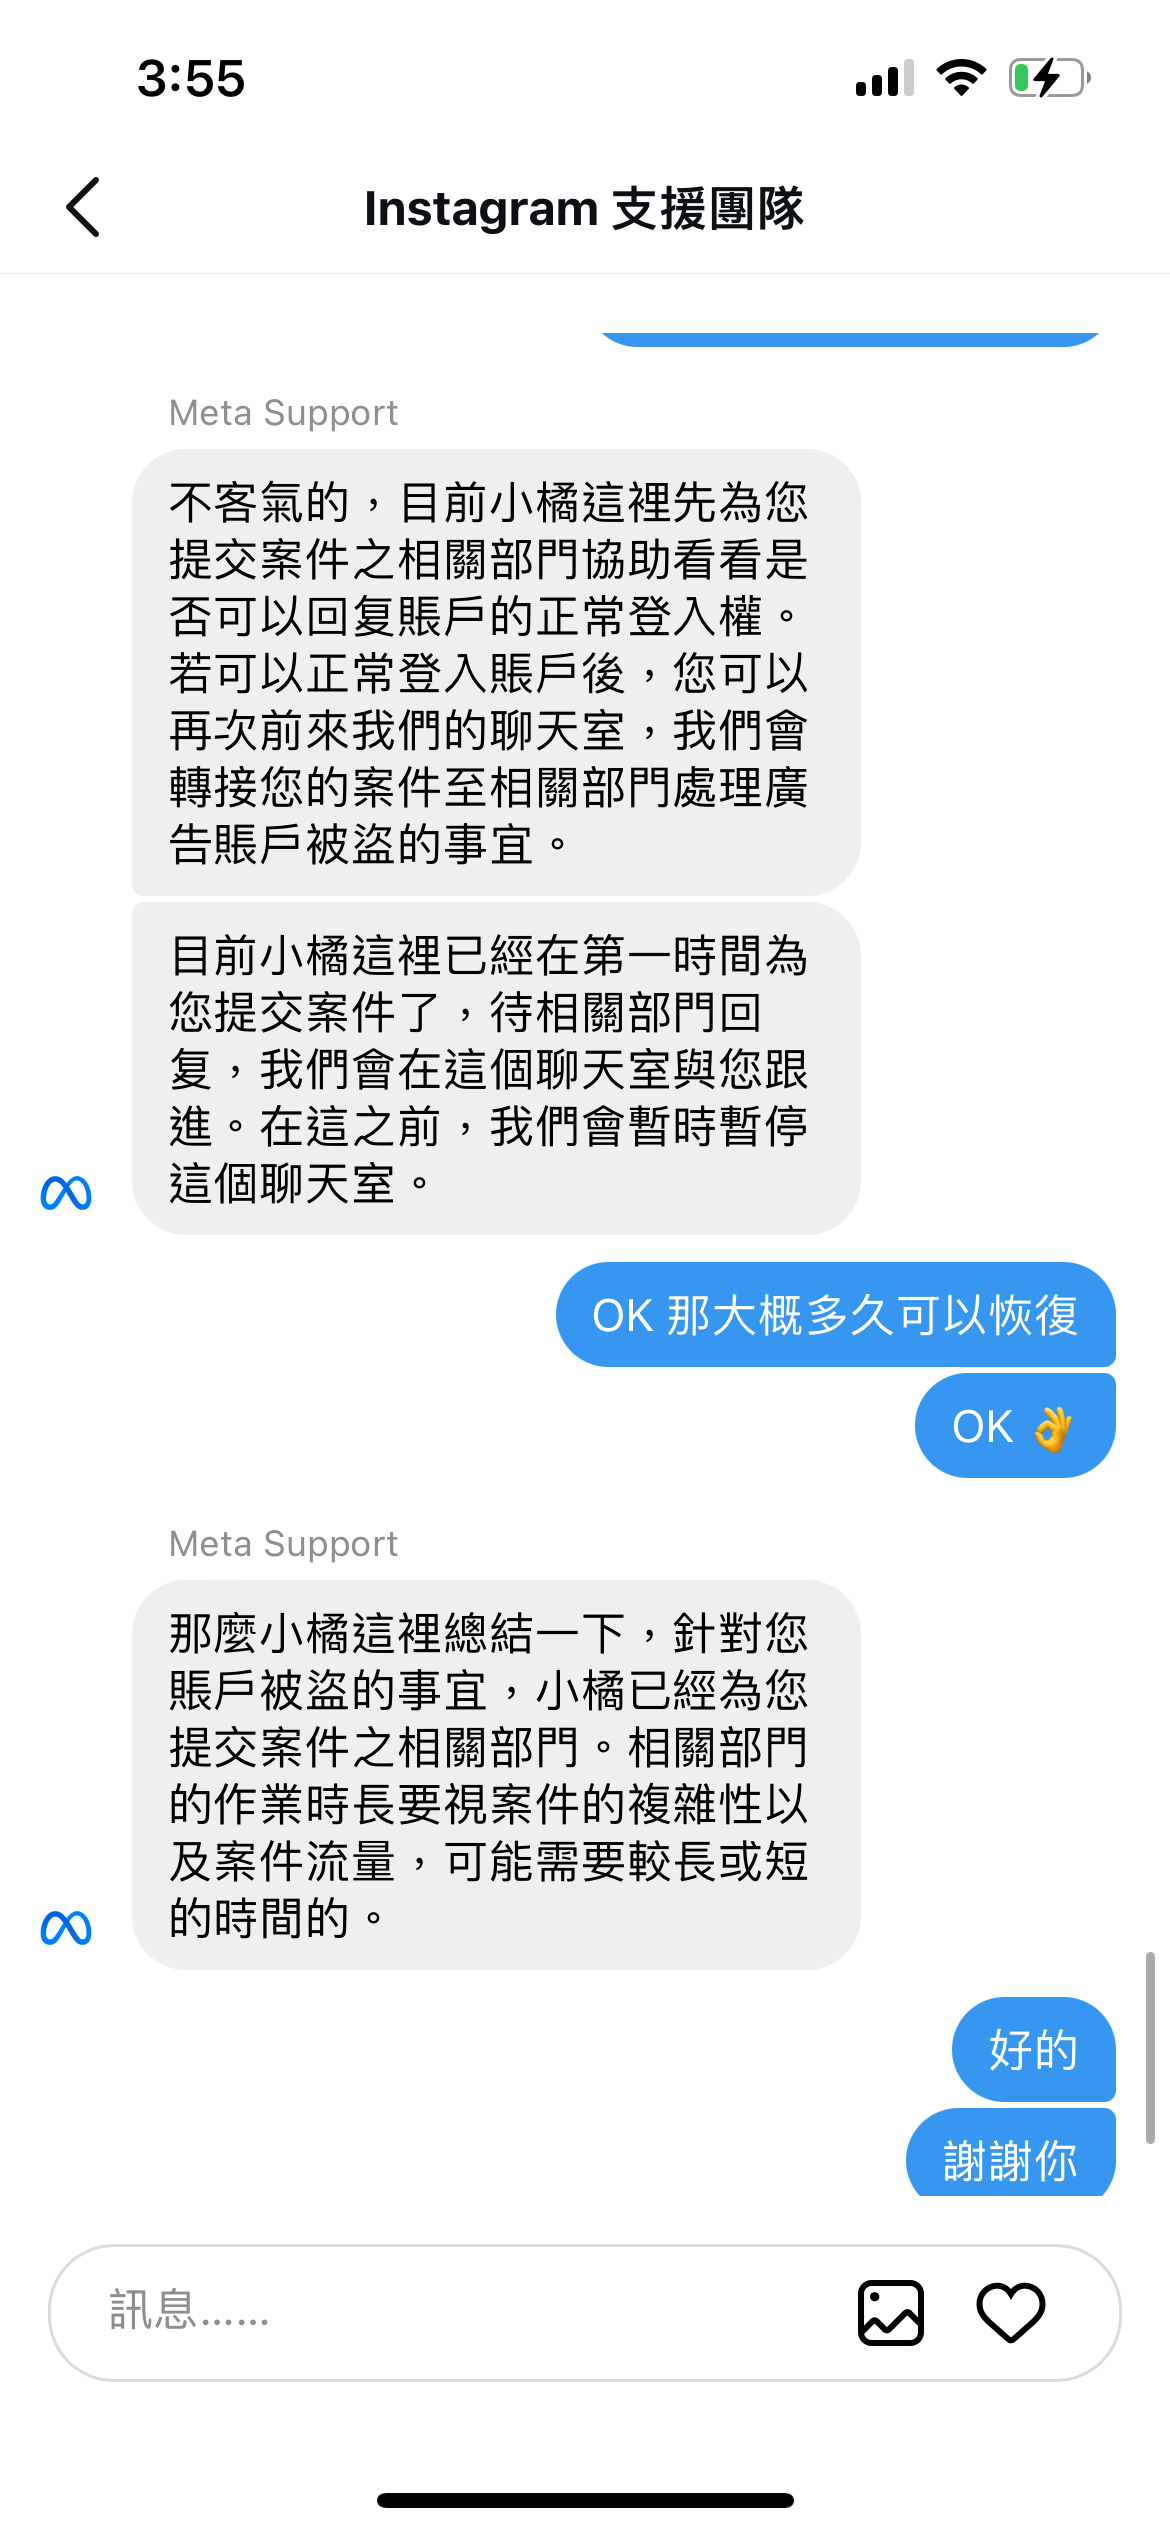 3:55
Instagram 支援團隊
Meta Support
不客氣的，目前小橘這裡先為您
提交案件之相關部門協助看看是
否可以回复賬戶的正常登入權。
若可以正常登入賬戶後，您可以
再次前來我們的聊天室，我們會
轉接您的案件至相關部門處理廣
告賬戶被盜的事宜。
目前小橘這裡已經在第一時間為
您提交案件了，待相關部門回
复，我們會在這個聊天室與您跟
進。在這之前，我們會暫時暫停
這個聊天室。
OK 那大概多久可以恢復
OK 👌
Meta Support
那麼小橘這裡總結一下，針對您
賬戶被盜的事宜，小橘已經為您
提交案件之相關部門。相關部門
的作業時長要視案件的複雜性以
及案件流量，可能需要較長或短
的時間的。
好的
謝謝你
訊息......